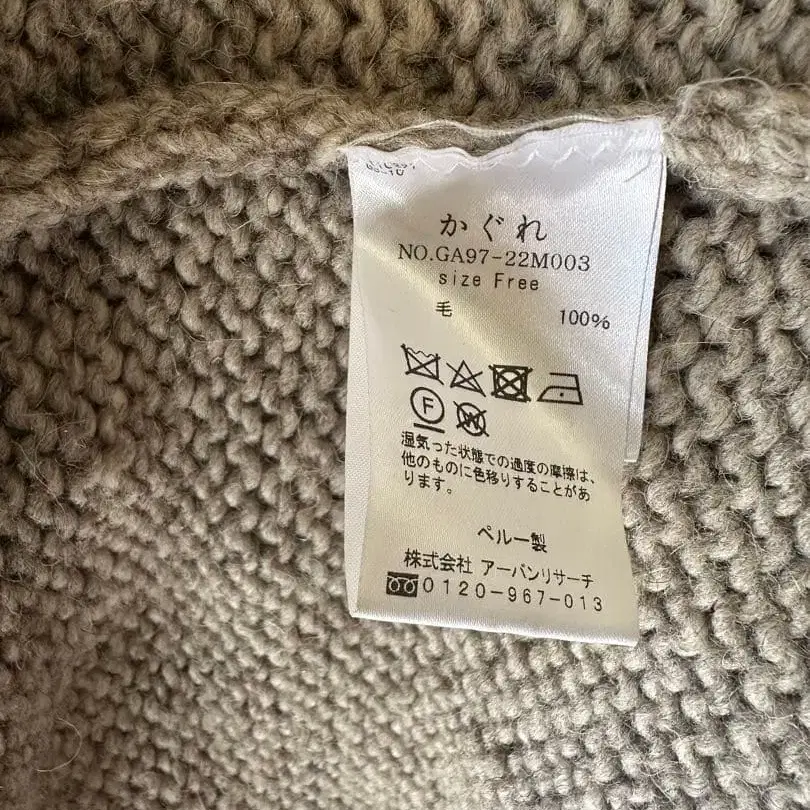 かぐれ
NO.GA97-22M003
size Free
毛 100%
F
W
湿気った状態での過度の摩擦は、
他のものに色移りすることがあ
ります。
ペルー製
株式会社 アーバンリサーチ
0120-967-013